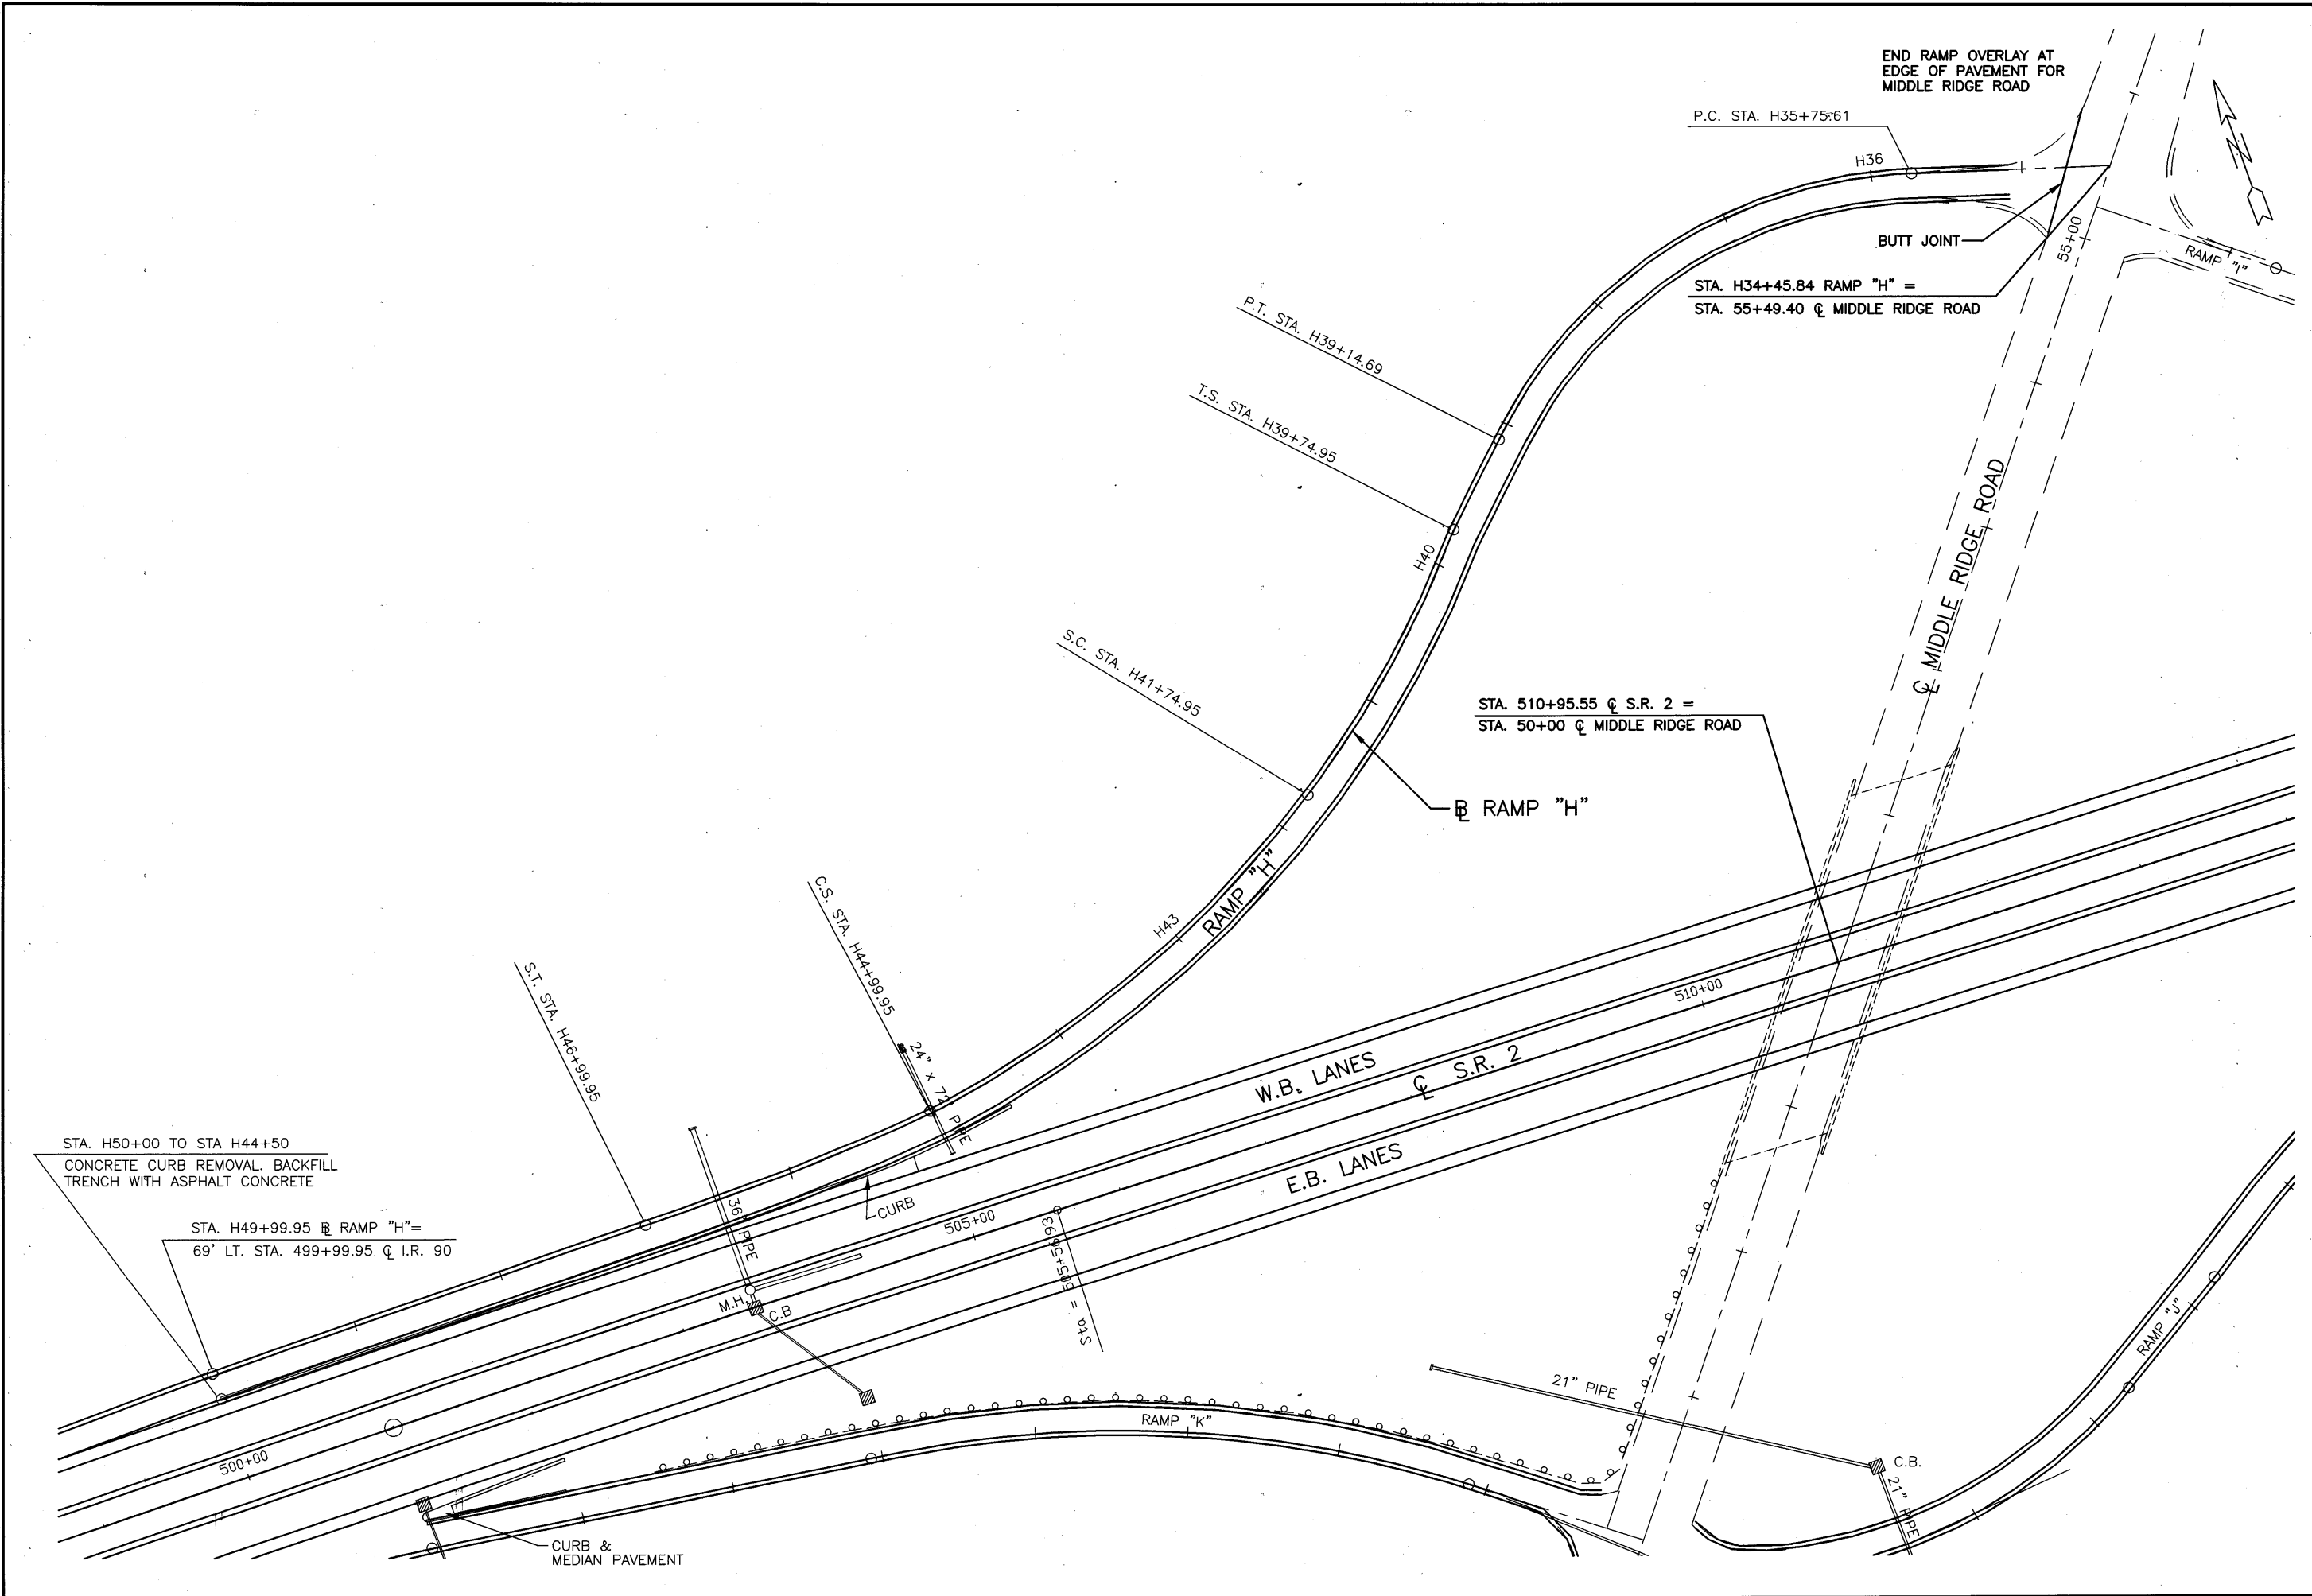 END RAMP OVERLAY AT
EDGE OF PAVEMENT FOR
MIDDLE RIDGE ROAD
P.C. STA. H35+75.61
H36
BUTT JOINT
55+00
RAMP "I"
STA. H34+45.84 RAMP "H" =
STA. 55+49.40 ℄ MIDDLE RIDGE ROAD
P.T. STA. H39+14.69
T.S. STA. H39+74.95
H40
℄ MIDDLE RIDGE ROAD
S.C. STA. H41+74.95
STA. 510+95.55 ℄ S.R. 2 =
STA. 50+00 ℄ MIDDLE RIDGE ROAD
BL RAMP "H"
RAMP "H"
H43
C.S. STA. H44+99.95
S.T. STA. H46+99.95
24" x 72' PIPE
510+00
W.B. LANES
℄ S.R. 2
E.B. LANES
STA. H50+00 TO STA H44+50
CONCRETE CURB REMOVAL. BACKFILL
TRENCH WITH ASPHALT CONCRETE
STA. H49+99.95 BL RAMP "H"=
69' LT. STA. 499+99.95 ℄ I.R. 90
36" PIPE
CURB
505+00
Sta = 505+56.93
M.H.
C.B
RAMP "J"
21" PIPE
RAMP "K"
C.B.
21" PIPE
500+00
CURB &
MEDIAN PAVEMENT